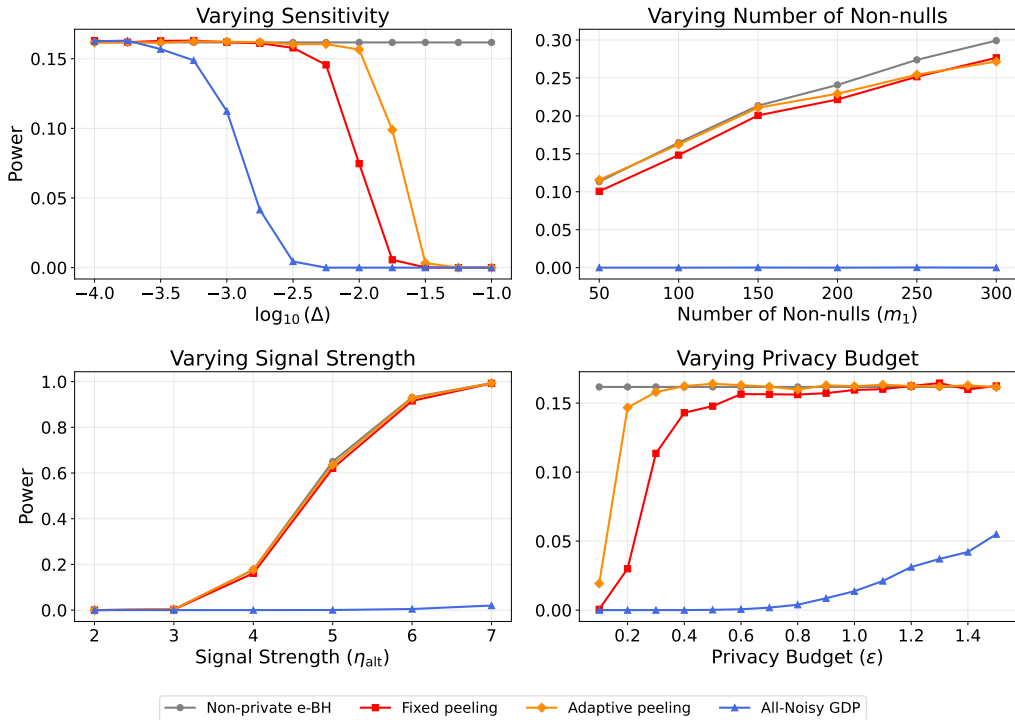 Varying Sensitivity
Varying Number of Non-nulls
Power
0.15
0.10
0.05
0.00
−4.0 −3.5 −3.0 −2.5 −2.0 −1.5 −1.0
log₁₀(Δ)
0.30
0.25
0.20
0.15
0.10
0.05
0.00
50 100 150 200 250 300
Number of Non-nulls (m₁)
Varying Signal Strength
Varying Privacy Budget
Power
1.0
0.8
0.6
0.4
0.2
0.0
2 3 4 5 6 7
Signal Strength (ηalt)
0.15
0.10
0.05
0.00
0.2 0.4 0.6 0.8 1.0 1.2 1.4
Privacy Budget (ε)
Non-private e-BH Fixed peeling Adaptive peeling All-Noisy GDP